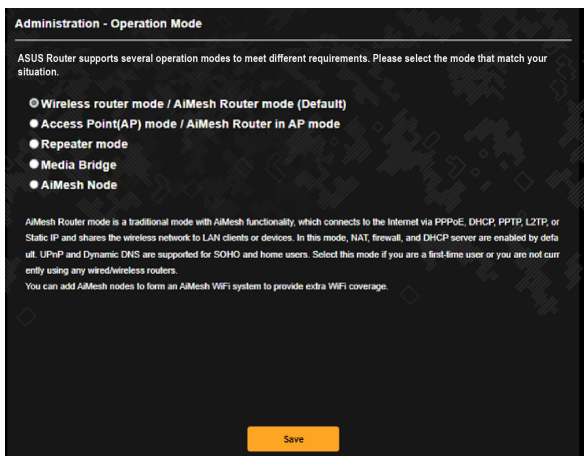 Administration - Operation Mode
ASUS Router supports several operation modes to meet different requirements. Please select the mode that match your
situation.
Wireless router mode / AiMesh Router mode (Default)
Access Point(AP) mode / AiMesh Router in AP mode
Repeater mode
Media Bridge
AiMesh Node
AiMesh Router mode is a traditional mode with AiMesh functionality, which connects to the Internet via PPPoE, DHCP, PPTP, L2TP, or
Static IP and shares the wireless network to LAN clients or devices. In this mode, NAT, firewall, and DHCP server are enabled by defa
ult. UPnP and Dynamic DNS are supported for SOHO and home users. Select this mode if you are a first-time user or you are not curr
ently using any wired/wireless routers.
You can add AiMesh nodes to form an AiMesh WiFi system to provide extra WiFi coverage.
Save